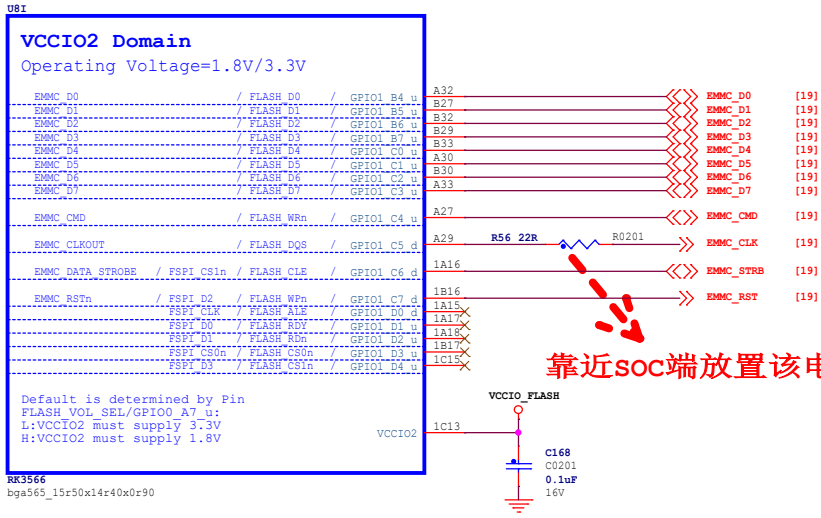 U8I
VCCIO2 Domain
Operating Voltage=1.8V/3.3V
EMMC_D0 / FLASH_D0 / GPIO1_B4_u A32 EMMC_D0 [19]
EMMC_D1 / FLASH_D1 / GPIO1_B5_u B27 EMMC_D1 [19]
EMMC_D2 / FLASH_D2 / GPIO1_B6_u B32 EMMC_D2 [19]
EMMC_D3 / FLASH_D3 / GPIO1_B7_u B29 EMMC_D3 [19]
EMMC_D4 / FLASH_D4 / GPIO1_C0_u B33 EMMC_D4 [19]
EMMC_D5 / FLASH_D5 / GPIO1_C1_u A30 EMMC_D5 [19]
EMMC_D6 / FLASH_D6 / GPIO1_C2_u B30 EMMC_D6 [19]
EMMC_D7 / FLASH_D7 / GPIO1_C3_u A33 EMMC_D7 [19]
EMMC_CMD / FLASH_WRn / GPIO1_C4_u A27 EMMC_CMD [19]
EMMC_CLKOUT / FLASH_DQS / GPIO1_C5_d A29 R56 22R R0201 EMMC_CLK [19]
EMMC_DATA_STROBE / FSPI_CS1n / FLASH_CLE / GPIO1_C6_d 1A16 EMMC_STRB [19]
EMMC_RSTn / FSPI_D2 / FLASH_WPn / GPIO1_C7_d 1B16 EMMC_RST [19]
FSPI_CLK / FLASH_ALE / GPIO1_D0_d 1A15
FSPI_D0 / FLASH_RDY / GPIO1_D1_u 1A17
FSPI_D1 / FLASH_RDn / GPIO1_D2_u 1A18
FSPI_CS0n / FLASH_CS0n / GPIO1_D3_u 1B17
FSPI_D3 / FLASH_CS1n / GPIO1_D4_u 1C15
靠近SOC端放置该电
Default is determined by Pin
FLASH_VOL_SEL/GPIO0_A7_u:
L:VCCIO2 must supply 3.3V
H:VCCIO2 must supply 1.8V
VCCIO_FLASH
VCCIO2 1C13
C168
C0201
0.1uF
16V
RK3566
bga565_15r50x14r40x0r90